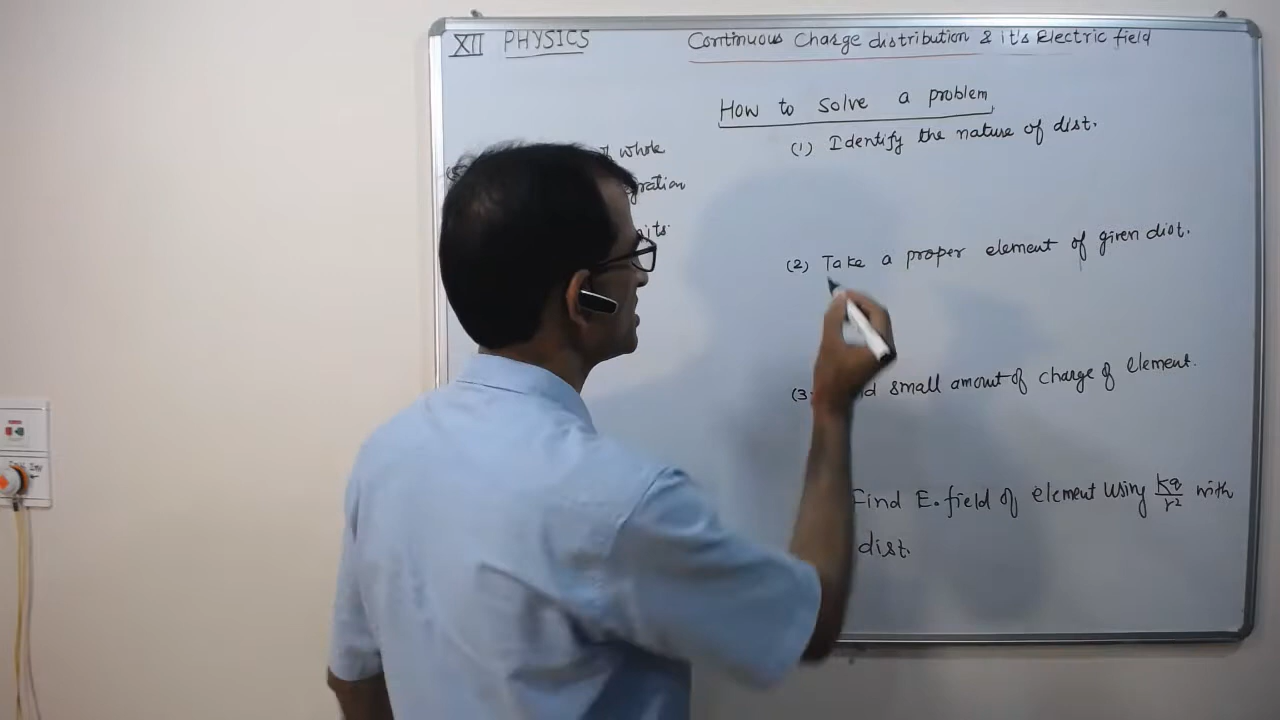 XII PHYSICS
Continuous Charge distribution & it's Electric field
How to solve a problem
(1) Identify the nature of dist.
whole
(2) Take a proper element of given dist.
(3) small amount of charge of element.
Find E. field of element using kq/r² with
dist.